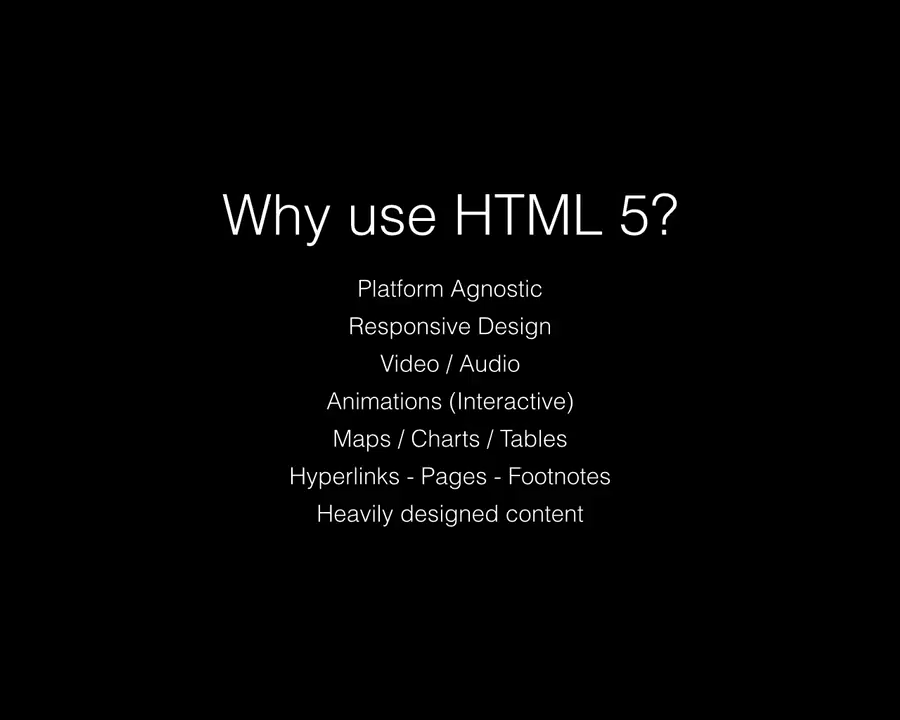 Why use HTML 5?
Platform Agnostic
Responsive Design
Video / Audio
Animations (Interactive)
Maps / Charts / Tables
Hyperlinks - Pages - Footnotes
Heavily designed content